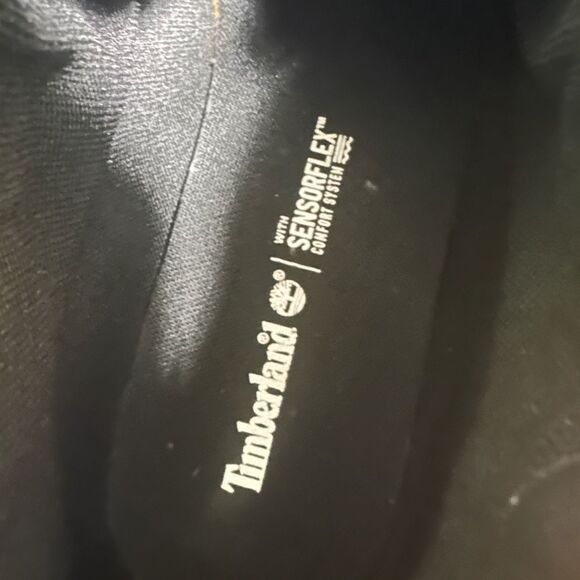 Timberland®
WITH
SENSORFLEX™
COMFORT SYSTEM